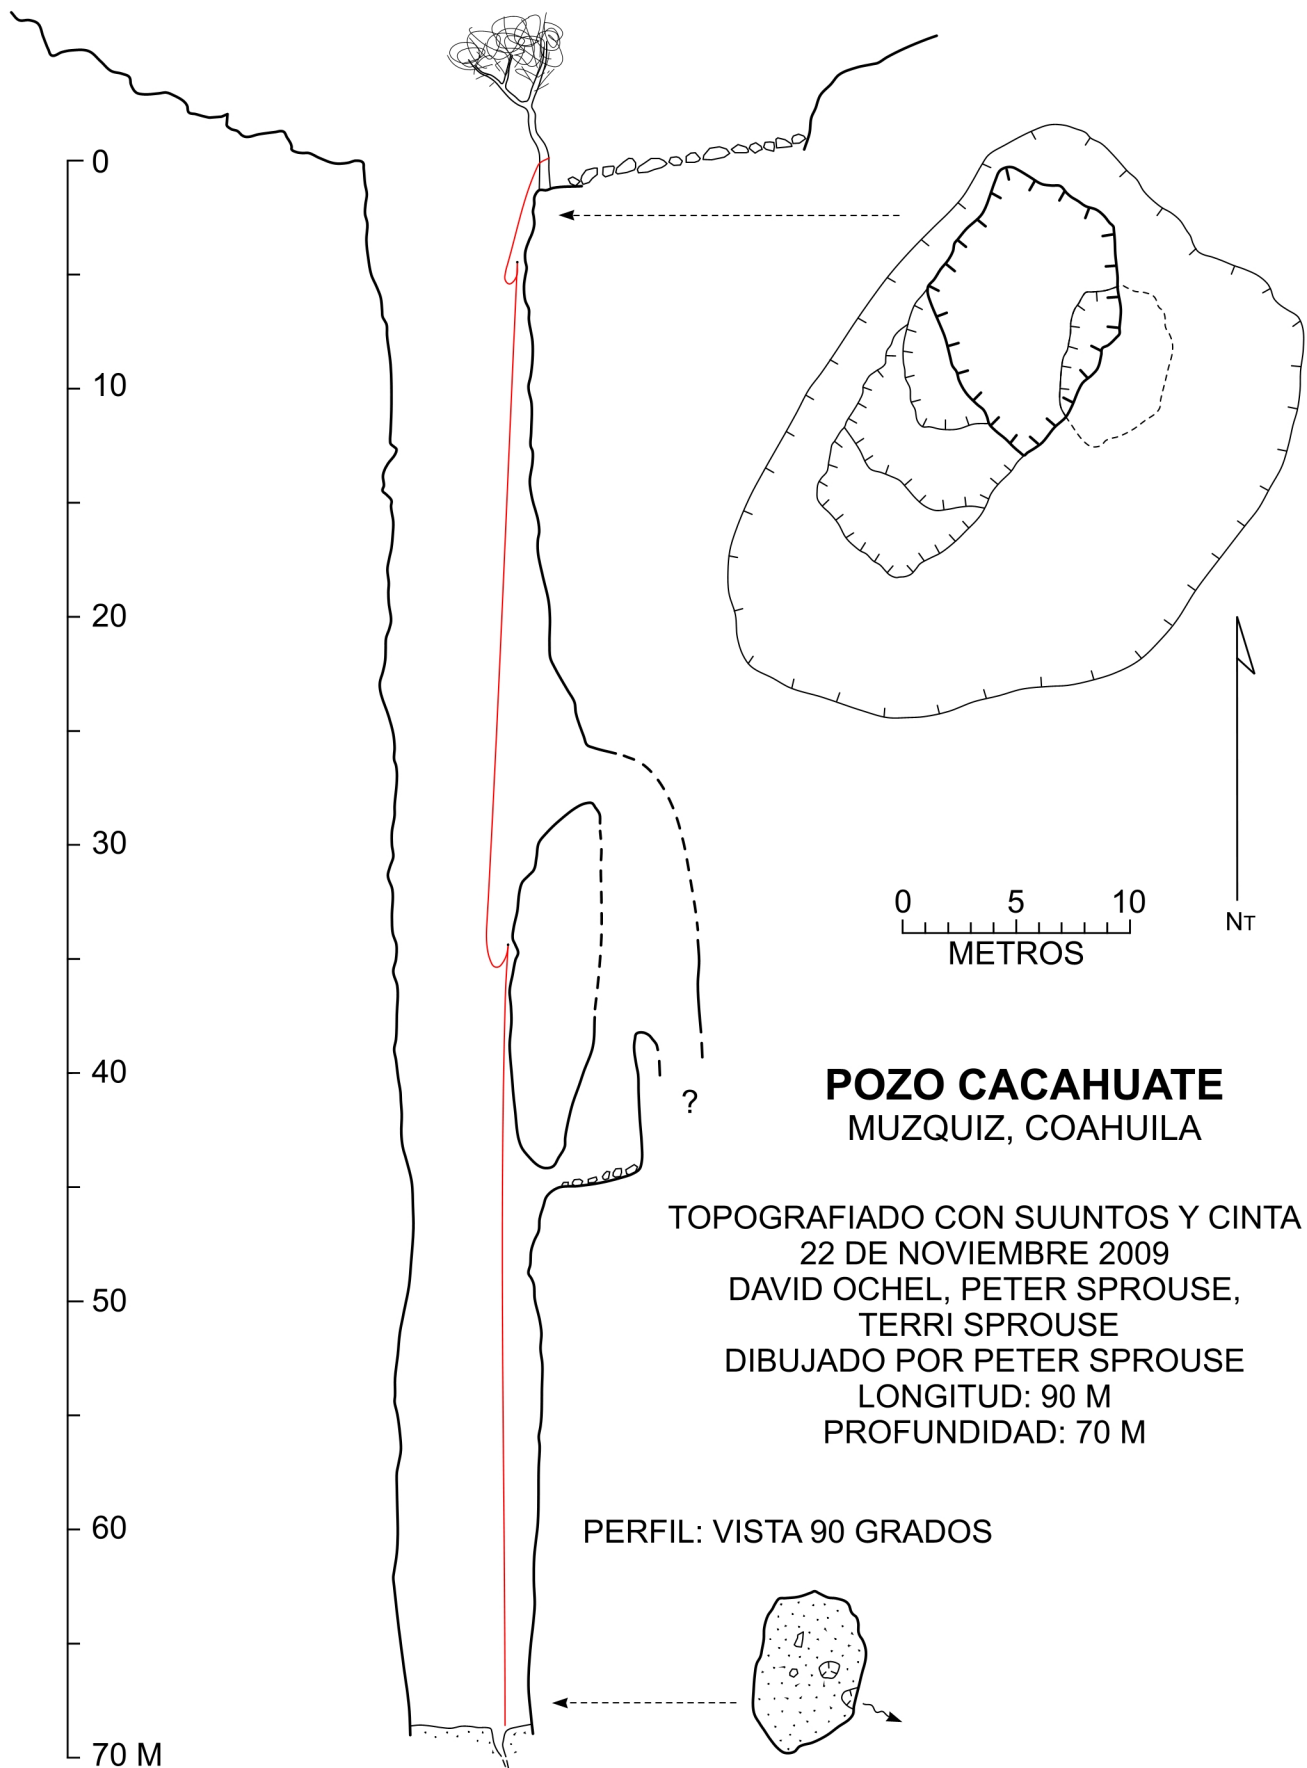 0
10
20
30
40
50
60
70 M
?
0 5 10
METROS
NT
POZO CACAHUATE
MUZQUIZ, COAHUILA
TOPOGRAFIADO CON SUUNTOS Y CINTA
22 DE NOVIEMBRE 2009
DAVID OCHEL, PETER SPROUSE,
TERRI SPROUSE
DIBUJADO POR PETER SPROUSE
LONGITUD: 90 M
PROFUNDIDAD: 70 M
PERFIL: VISTA 90 GRADOS